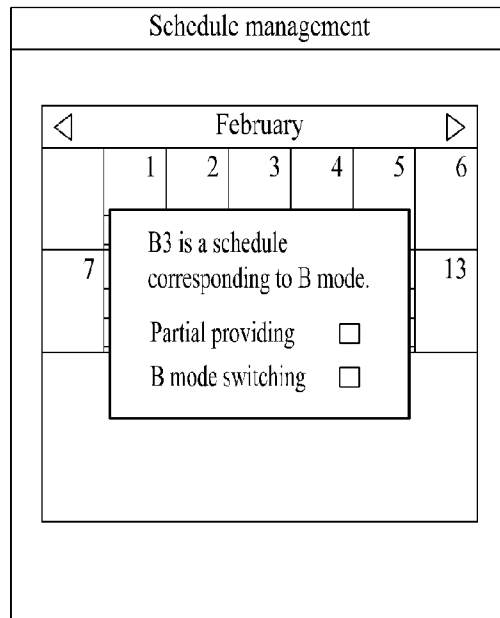 Schedule management
February
1 2 3 4 5 6
7 13
B3 is a schedule
corresponding to B mode.
Partial providing
B mode switching